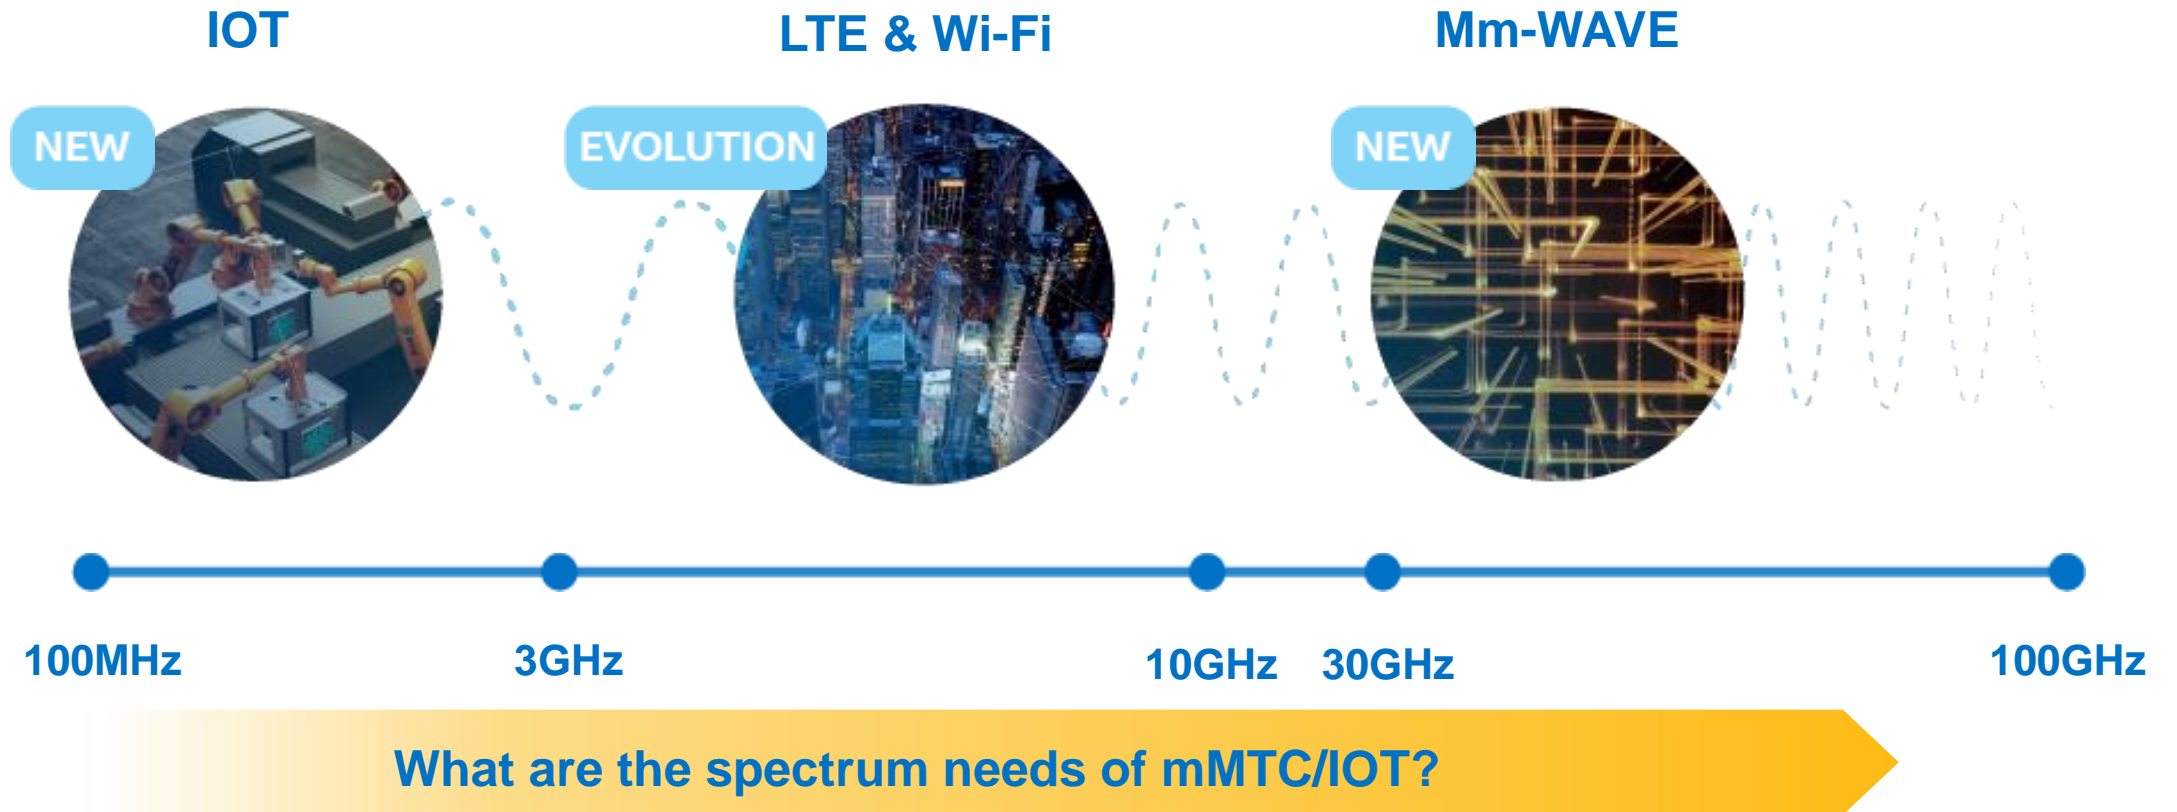 IOT
LTE & Wi-Fi
Mm-WAVE
NEW
EVOLUTION
NEW
100MHz
3GHz
10GHz
30GHz
100GHz
What are the spectrum needs of mMTC/IOT?